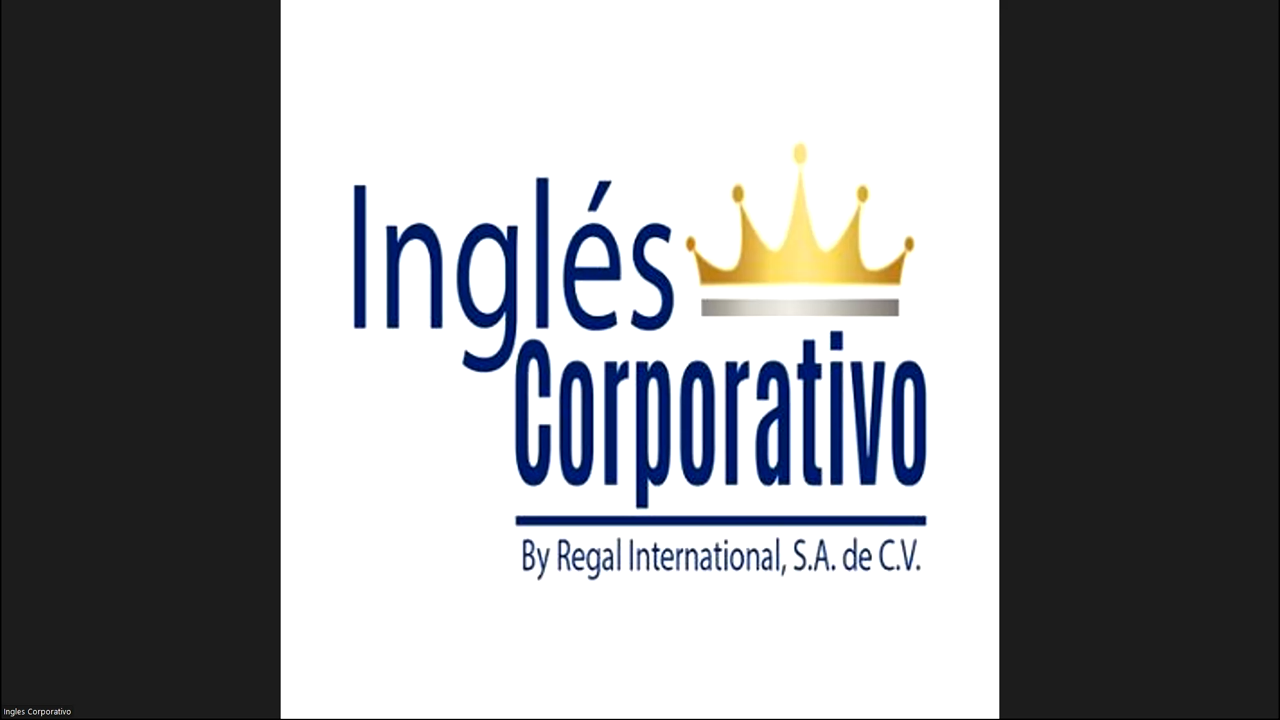 Inglés
Corporativo
By Regal International, S.A. de C.V.
Ingles Corporativo